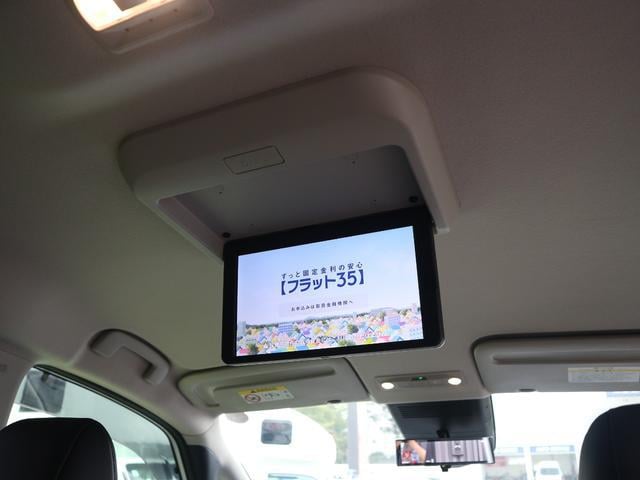 ずっと固定金利の安心
【フラット35】
お申込みは取扱金融機関へ